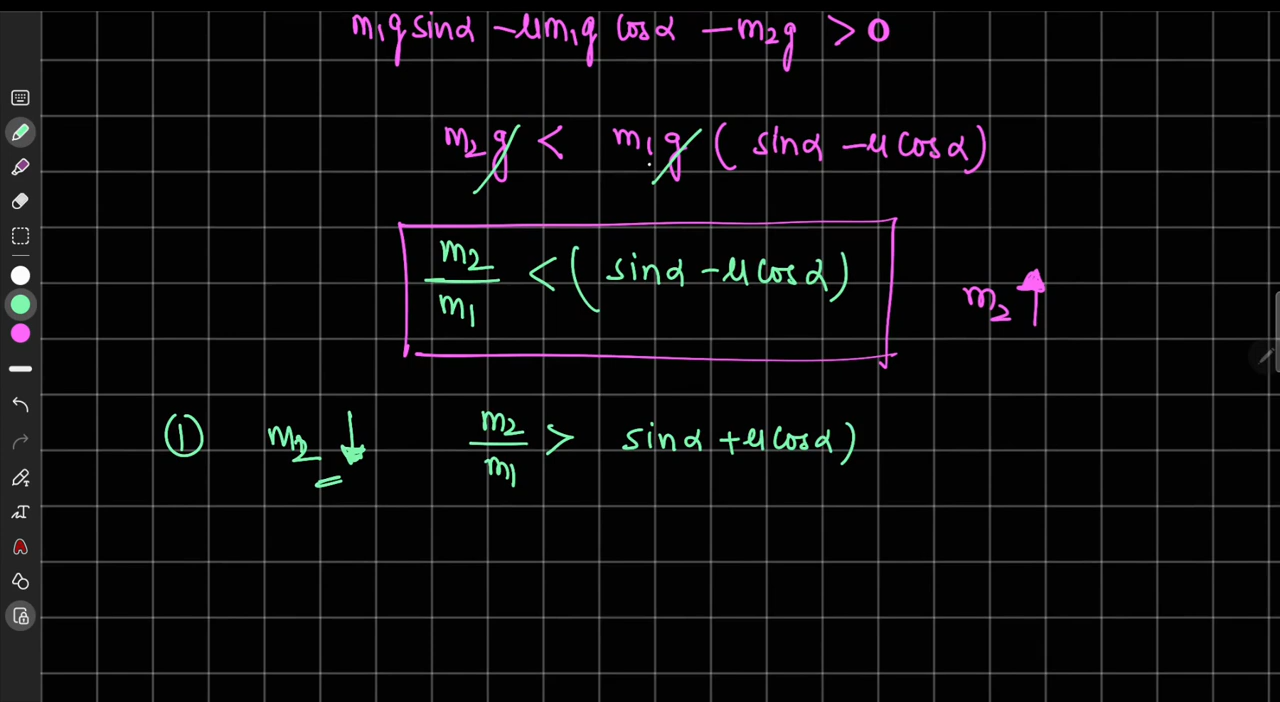 m₁g sinα − μm₁g cosα − m₂g > 0
m₂g < m₁g ( sinα − μ cosα )
m₂/m₁ < ( sinα − μ cosα )
m₂ ↑
① m₂ ↓ m₂/m₁ > sinα + μ cosα )